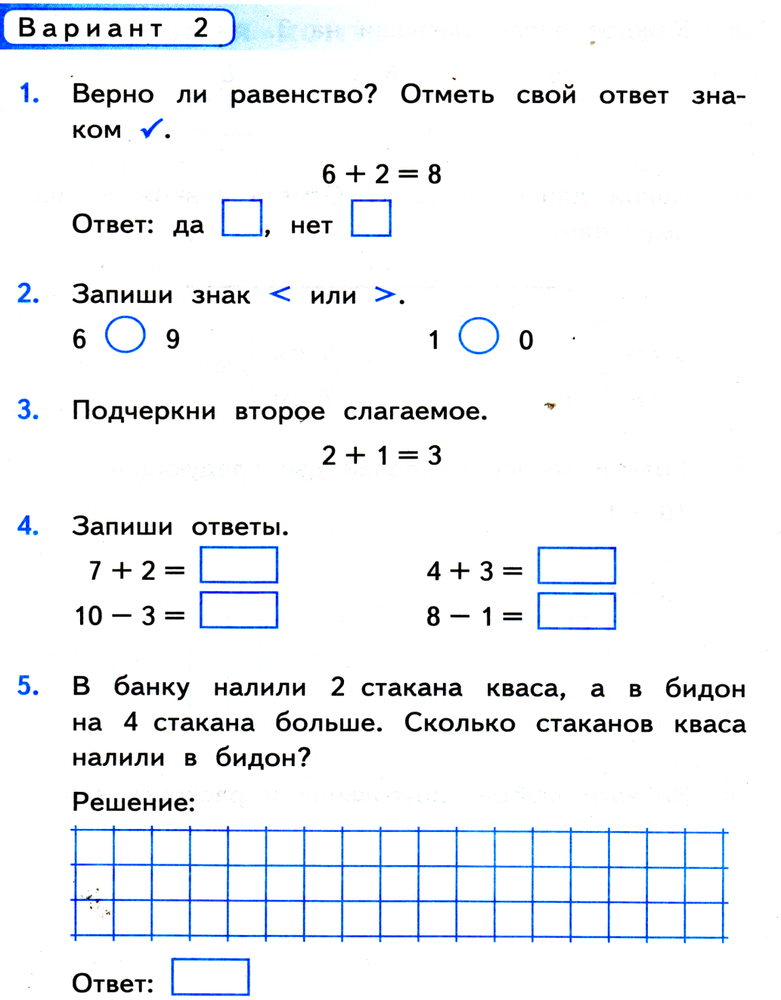 Вариант 2
1. Верно ли равенство? Отметь свой ответ зна-
ком ✓.
6 + 2 = 8
Ответ: да , нет
2. Запиши знак < или >.
6 9 1 0
3. Подчеркни второе слагаемое.
2 + 1 = 3
4. Запиши ответы.
7 + 2 = 4 + 3 =
10 − 3 = 8 − 1 =
5. В банку налили 2 стакана кваса, а в бидон
на 4 стакана больше. Сколько стаканов кваса
налили в бидон?
Решение:
Ответ: